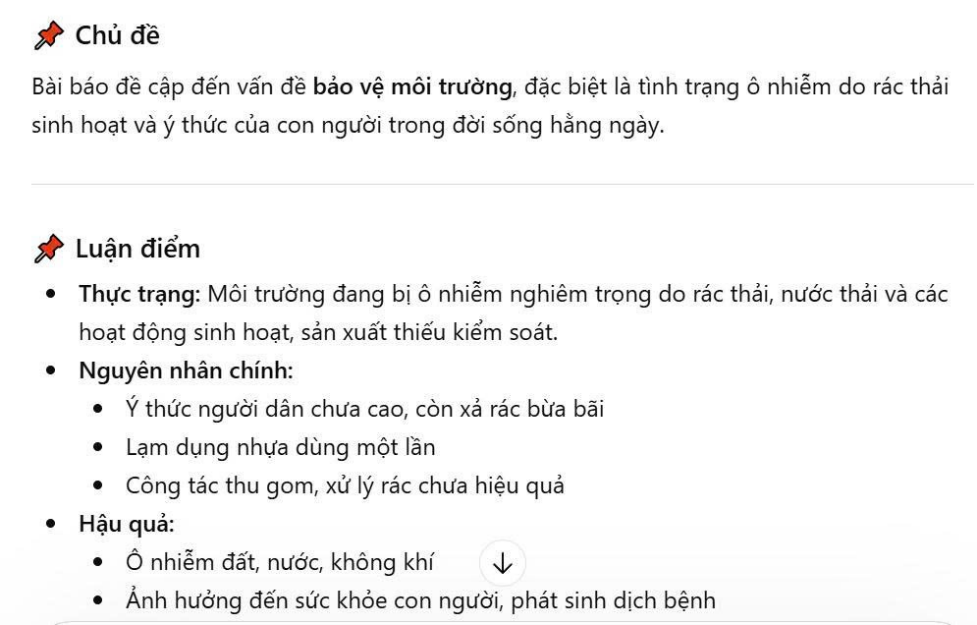 Chủ đề
Bài báo đề cập đến vấn đề bảo vệ môi trường, đặc biệt là tình trạng ô nhiễm do rác thải
sinh hoạt và ý thức của con người trong đời sống hằng ngày.
Luận điểm
Thực trạng: Môi trường đang bị ô nhiễm nghiêm trọng do rác thải, nước thải và các
hoạt động sinh hoạt, sản xuất thiếu kiểm soát.
Nguyên nhân chính:
Ý thức người dân chưa cao, còn xả rác bừa bãi
Lạm dụng nhựa dùng một lần
Công tác thu gom, xử lý rác chưa hiệu quả
Hậu quả:
Ô nhiễm đất, nước, không khí
Ảnh hưởng đến sức khỏe con người, phát sinh dịch bệnh